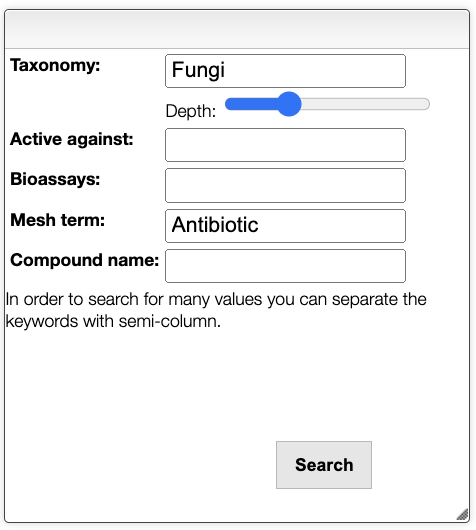 Taxonomy: Fungi
Depth:
Active against:
Bioassays:
Mesh term: Antibiotic
Compound name:
In order to search for many values you can separate the
keywords with semi-column.
Search